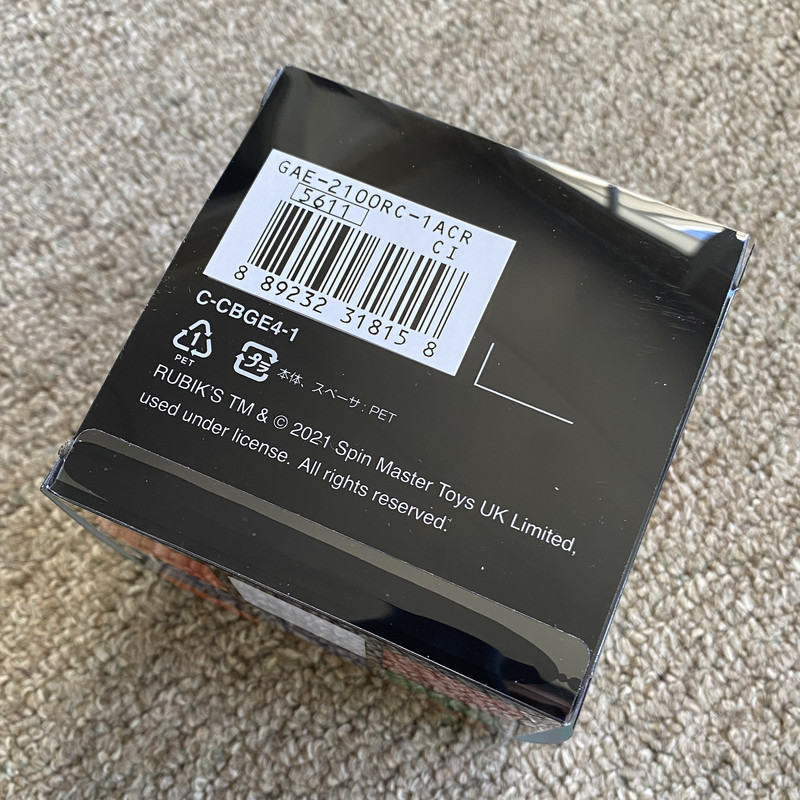 GAE-2100RC-1ACR
5611 CI
8 89232 31815 8
C-CBGE4-1
1
PET
プラ
本体、スペーサ：PET
RUBIK'S TM & © 2021 Spin Master Toys UK Limited,
used under license. All rights reserved.